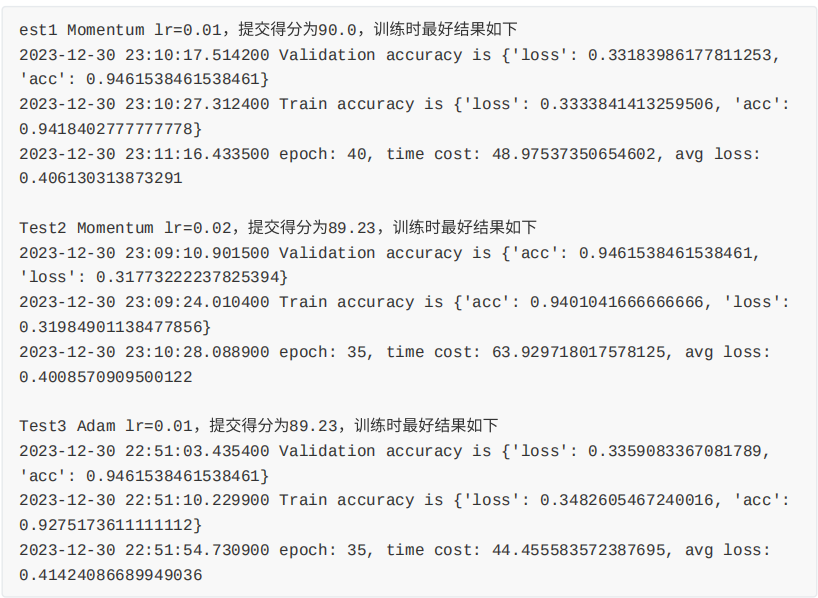 est1 Momentum lr=0.01，提交得分为90.0，训练时最好结果如下
2023-12-30 23:10:17.514200 Validation accuracy is {'loss': 0.33183986177811253,
'acc': 0.9461538461538461}
2023-12-30 23:10:27.312400 Train accuracy is {'loss': 0.3333841413259506, 'acc':
0.9418402777777778}
2023-12-30 23:11:16.433500 epoch: 40, time cost: 48.97537350654602, avg loss:
0.406130313873291
Test2 Momentum lr=0.02，提交得分为89.23，训练时最好结果如下
2023-12-30 23:09:10.901500 Validation accuracy is {'acc': 0.9461538461538461,
'loss': 0.31773222237825394}
2023-12-30 23:09:24.010400 Train accuracy is {'acc': 0.9401041666666666, 'loss':
0.31984901138477856}
2023-12-30 23:10:28.088900 epoch: 35, time cost: 63.929718017578125, avg loss:
0.4008570909500122
Test3 Adam lr=0.01，提交得分为89.23，训练时最好结果如下
2023-12-30 22:51:03.435400 Validation accuracy is {'loss': 0.3359083367081789,
'acc': 0.9461538461538461}
2023-12-30 22:51:10.229900 Train accuracy is {'loss': 0.3482605467240016, 'acc':
0.9275173611111112}
2023-12-30 22:51:54.730900 epoch: 35, time cost: 44.455583572387695, avg loss:
0.41424086689949036